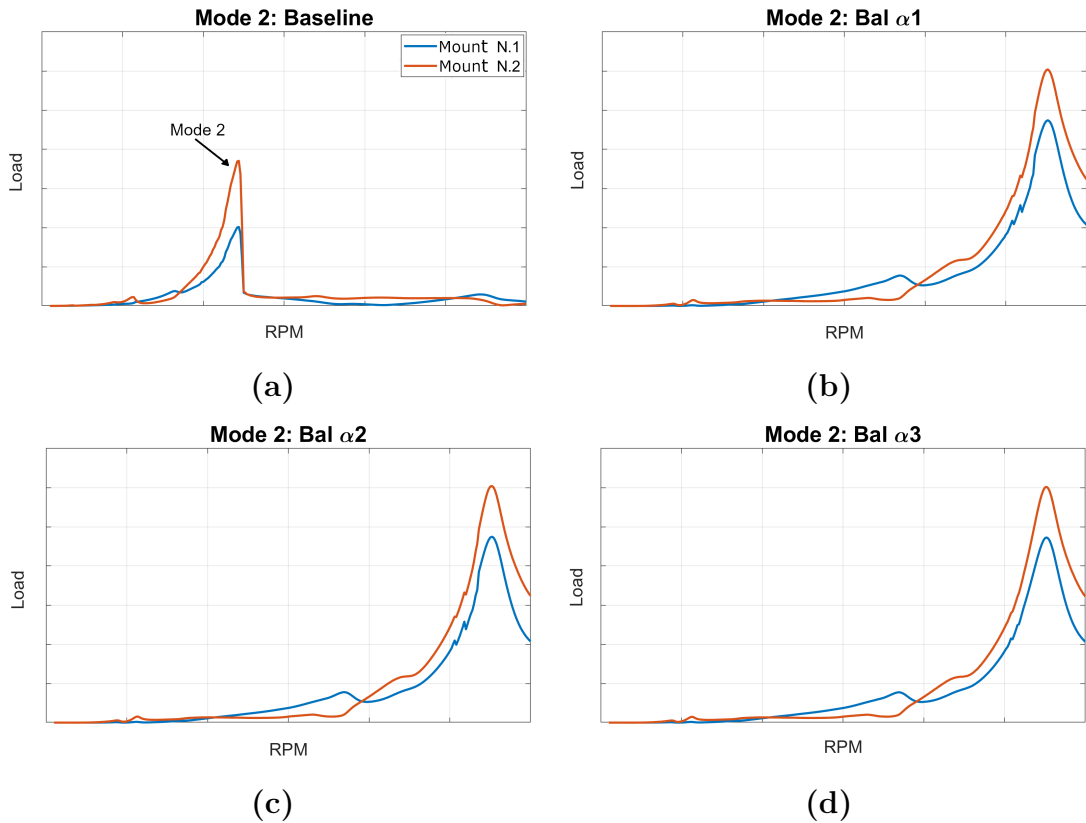 Mode 2: Baseline
Mount N.1
Mount N.2
Mode 2
Load
RPM
(a)
Mode 2: Bal α1
Load
RPM
(b)
Mode 2: Bal α2
Load
RPM
(c)
Mode 2: Bal α3
Load
RPM
(d)